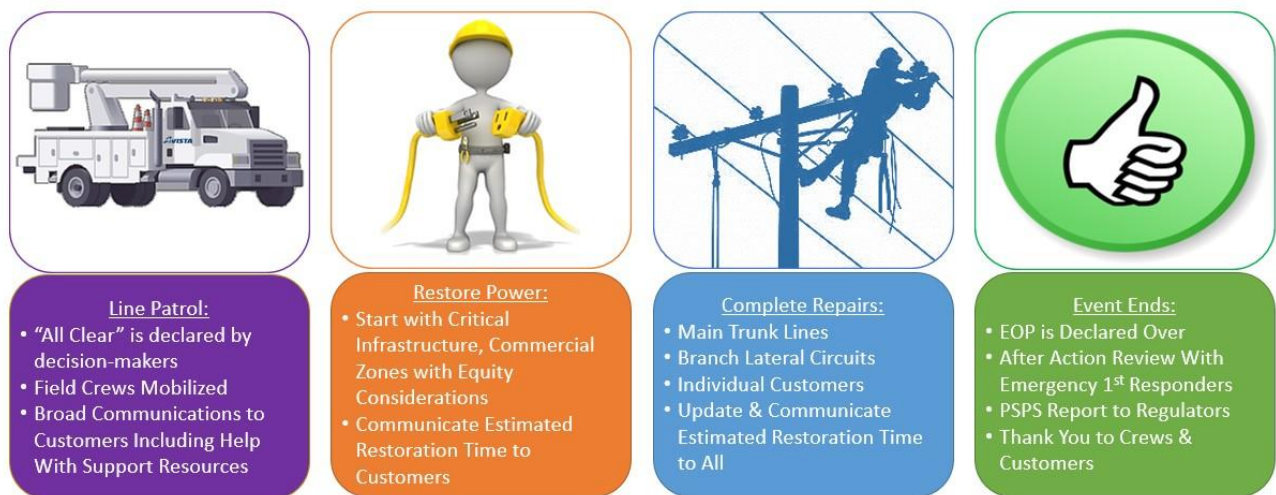 AVISTA
Line Patrol:
• “All Clear” is declared by
decision-makers
• Field Crews Mobilized
• Broad Communications to
Customers Including Help
With Support Resources
Restore Power:
• Start with Critical
Infrastructure, Commercial
Zones with Equity
Considerations
• Communicate Estimated
Restoration Time to
Customers
Complete Repairs:
• Main Trunk Lines
• Branch Lateral Circuits
• Individual Customers
• Update & Communicate
Estimated Restoration Time
to All
Event Ends:
• EOP is Declared Over
• After Action Review With
Emergency 1st Responders
• PSPS Report to Regulators
• Thank You to Crews &
Customers